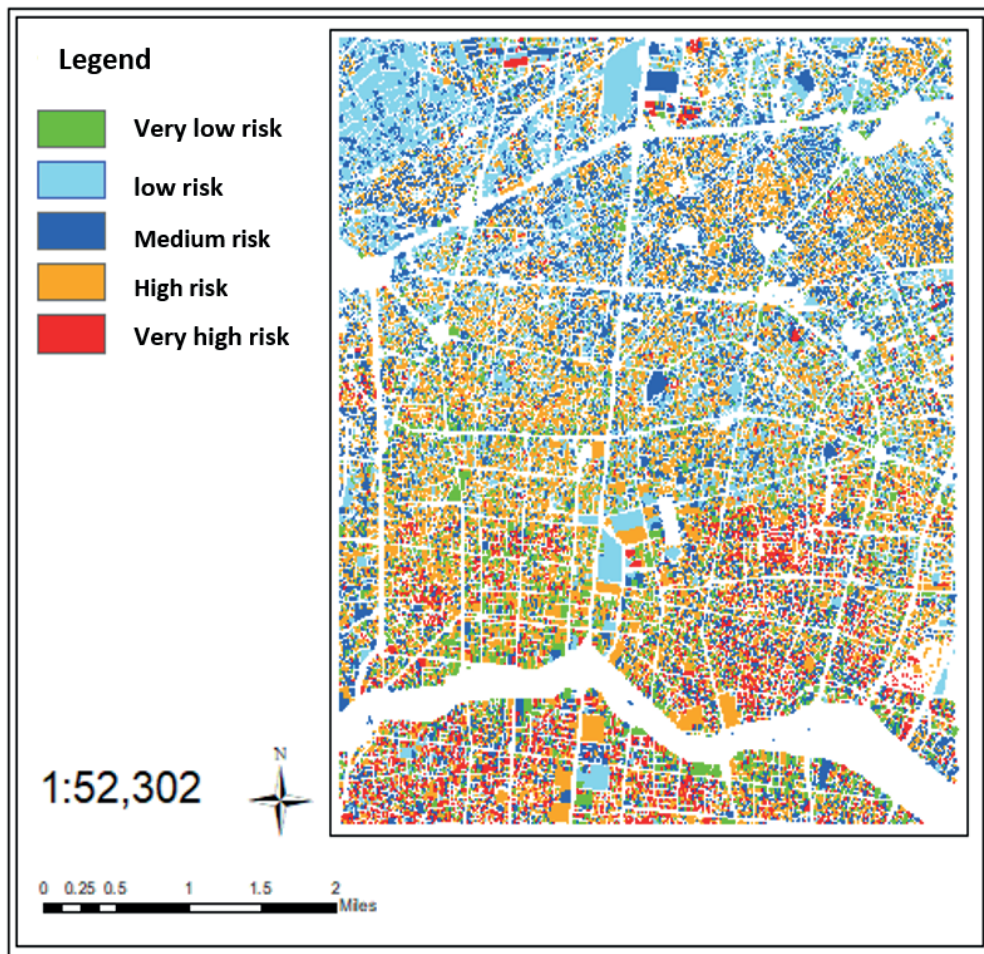 Legend
Very low risk
low risk
Medium risk
High risk
Very high risk
1:52,302
N
0 0.25 0.5 1 1.5 2
Miles